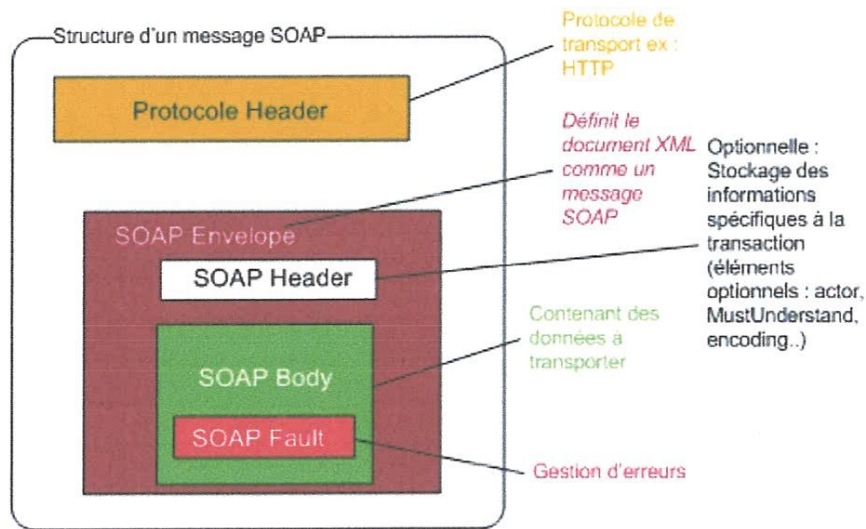 Structure d'un message SOAP
Protocole de
transport ex :
HTTP
Protocole Header
Définit le
document XML
comme un
message
SOAP
Optionnelle :
Stockage des
informations
spécifiques à la
transaction
(éléments
optionnels : actor,
MustUnderstand,
encoding..)
SOAP Envelope
SOAP Header
Contenant des
données à
transporter
SOAP Body
SOAP Fault
Gestion d'erreurs